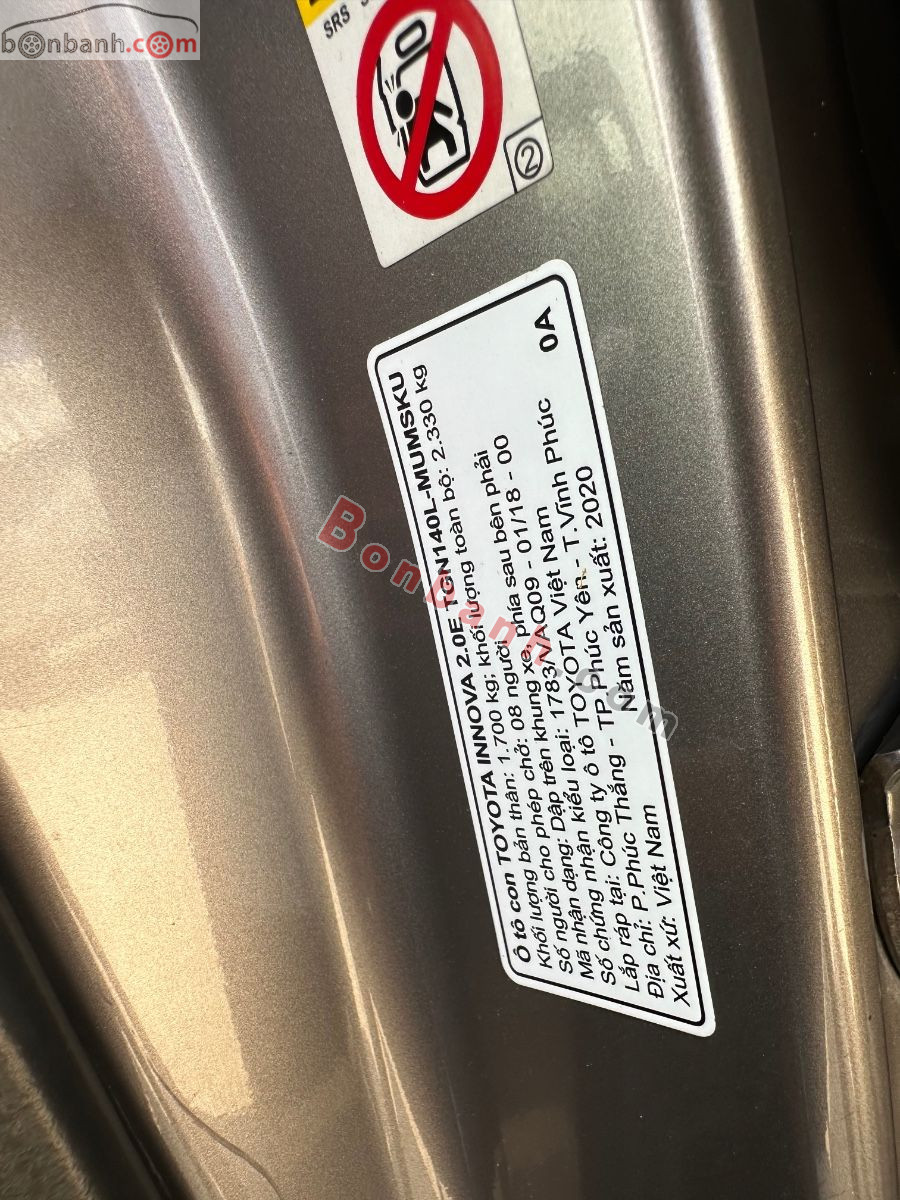 bonbanh.com
SRS
2
Ô tô con TOYOTA INNOVA 2.0E TGN140L-MUMSKU
Khối lượng bản thân: 1.700 kg; khối lượng toàn bộ: 2.330 kg
Số người cho phép chở: 08 người
Mã nhận dạng: Dập trên khung xe, phía sau bên phải
Số chứng nhận kiểu loại: 1783/VAQ09 - 01/18 - 00
Lắp ráp tại: Công ty ô tô TOYOTA Việt Nam
Địa chỉ: P.Phúc Thắng - TP Phúc Yên - T.Vĩnh Phúc
Xuất xứ: Việt Nam Năm sản xuất: 2020 0A
Bonbanh.com